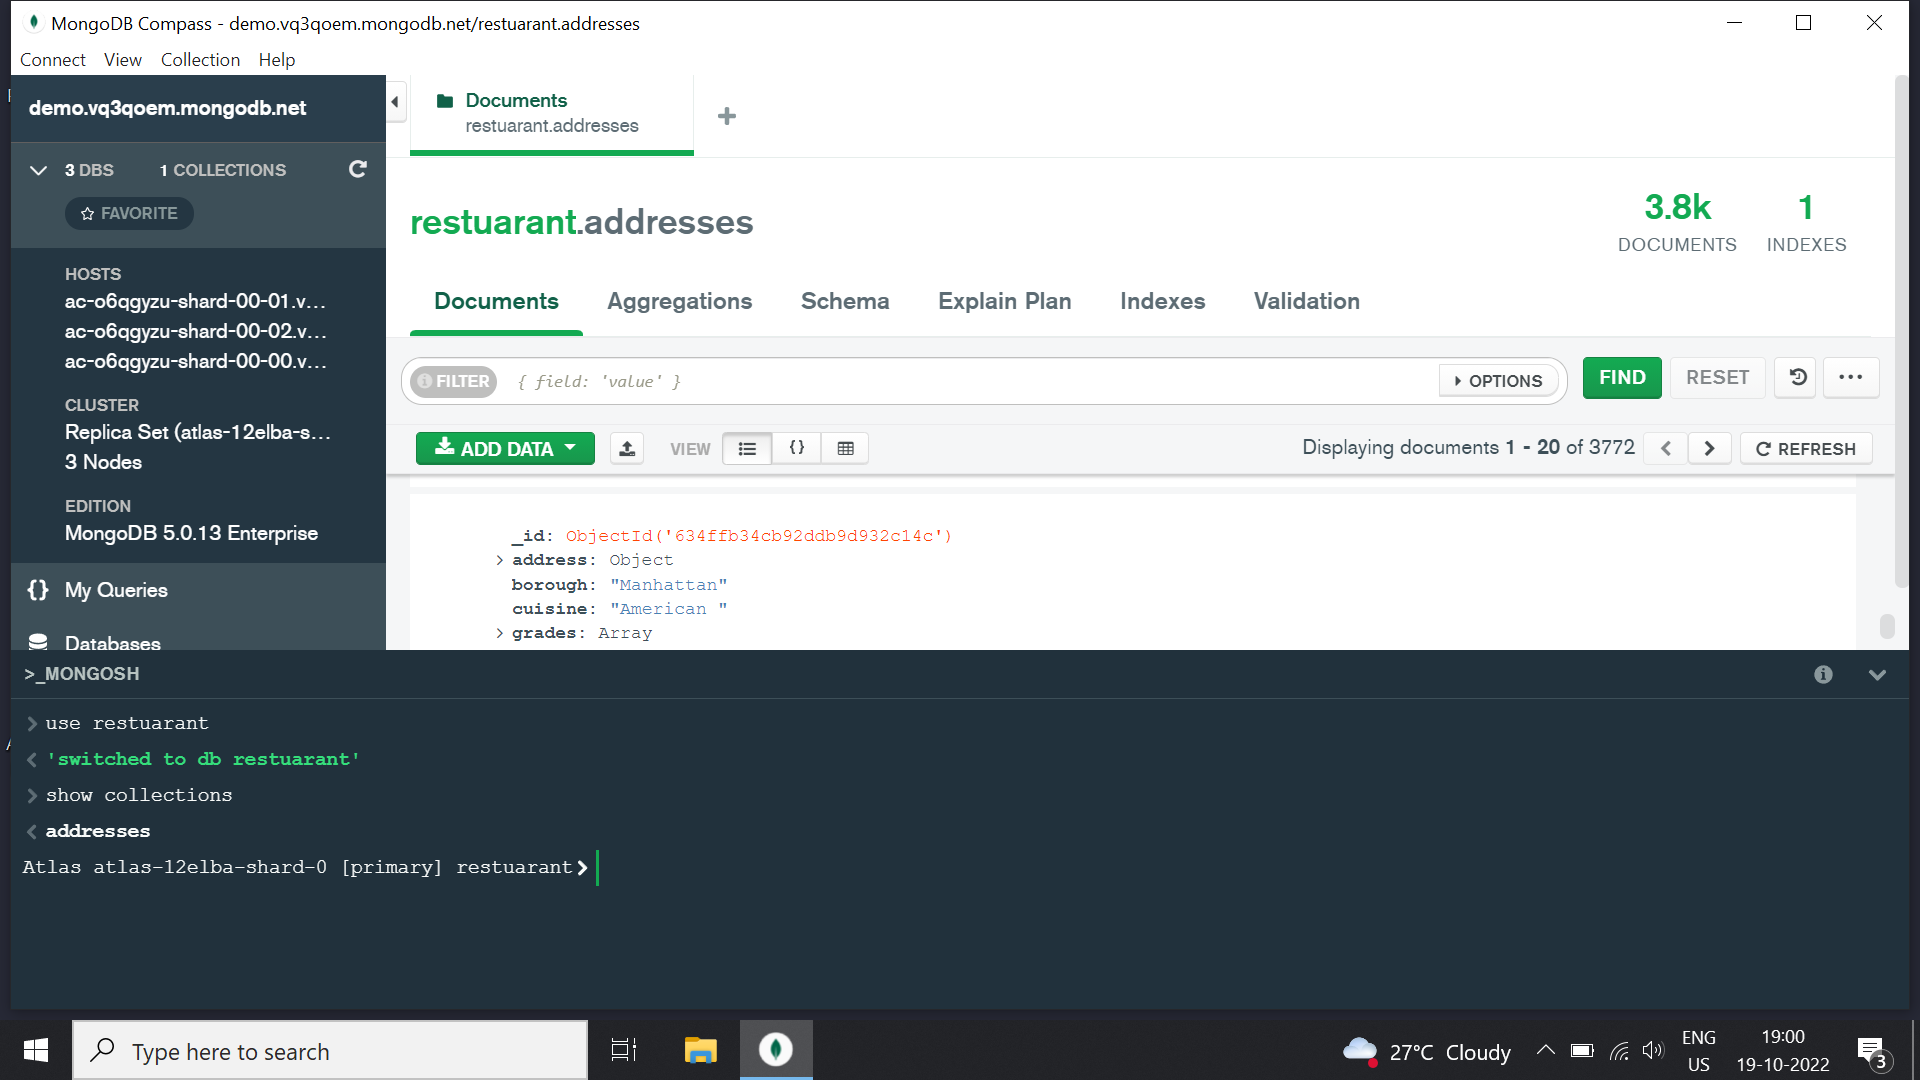 MongoDB Compass - demo.vq3qoem.mongodb.net/restuarant.addresses
Connect View Collection Help
demo.vq3qoem.mongodb.net
3 DBS 1 COLLECTIONS
FAVORITE
HOSTS
ac-o6qgyzu-shard-00-01.v...
ac-o6qgyzu-shard-00-02.v...
ac-o6qgyzu-shard-00-00.v...
CLUSTER
Replica Set (atlas-12elba-s...
3 Nodes
EDITION
MongoDB 5.0.13 Enterprise
{} My Queries
Databases
Documents
restuarant.addresses
+
restuarant.addresses
3.8k
DOCUMENTS
1
INDEXES
Documents Aggregations Schema Explain Plan Indexes Validation
FILTER { field: 'value' } OPTIONS FIND RESET ...
ADD DATA VIEW {} Displaying documents 1 - 20 of 3772 < > REFRESH
_id: ObjectId('634ffb34cb92ddb9d932c14c')
> address: Object
borough: "Manhattan"
cuisine: "American "
> grades: Array
>_MONGOSH
> use restuarant
< 'switched to db restuarant'
> show collections
< addresses
Atlas atlas-12elba-shard-0 [primary] restuarant>
Type here to search
27°C Cloudy
ENG
US
19:00
19-10-2022
3